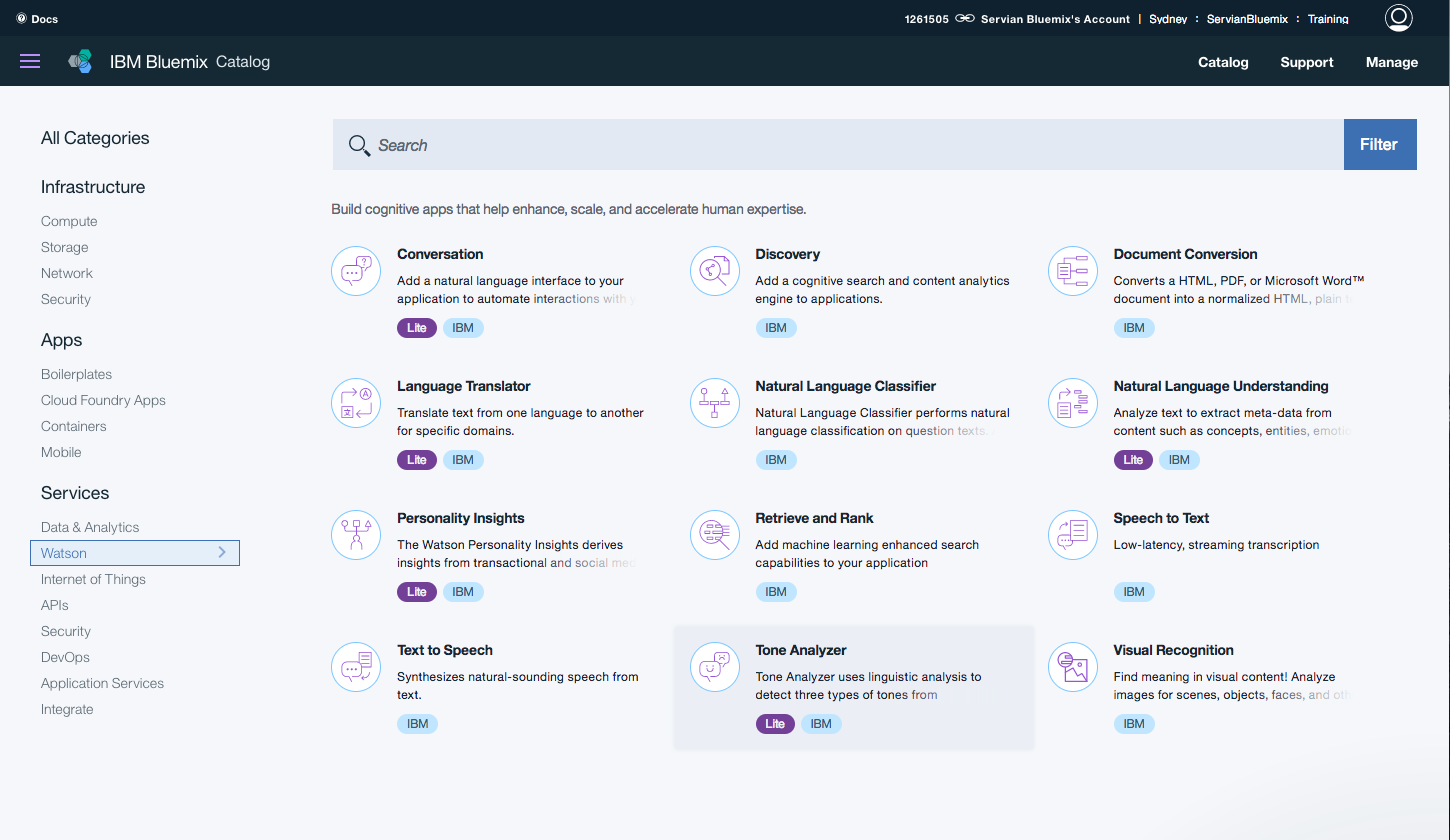 Docs
1261505 Servian Bluemix's Account | Sydney : ServianBluemix : Training
IBM Bluemix Catalog
Catalog Support Manage
All Categories
Infrastructure
Compute
Storage
Network
Security
Apps
Boilerplates
Cloud Foundry Apps
Containers
Mobile
Services
Data & Analytics
Watson
Internet of Things
APIs
Security
DevOps
Application Services
Integrate
Search
Filter
Build cognitive apps that help enhance, scale, and accelerate human expertise.
Conversation
Add a natural language interface to your
application to automate interactions with y
Lite IBM
Discovery
Add a cognitive search and content analytics
engine to applications.
IBM
Document Conversion
Converts a HTML, PDF, or Microsoft Word™
document into a normalized HTML, plain te
IBM
Language Translator
Translate text from one language to another
for specific domains.
Lite IBM
Natural Language Classifier
Natural Language Classifier performs natural
language classification on question texts.
IBM
Natural Language Understanding
Analyze text to extract meta-data from
content such as concepts, entities, emotio
Lite IBM
Personality Insights
The Watson Personality Insights derives
insights from transactional and social med
Lite IBM
Retrieve and Rank
Add machine learning enhanced search
capabilities to your application
IBM
Speech to Text
Low-latency, streaming transcription
IBM
Text to Speech
Synthesizes natural-sounding speech from
text.
IBM
Tone Analyzer
Tone Analyzer uses linguistic analysis to
detect three types of tones from
Lite IBM
Visual Recognition
Find meaning in visual content! Analyze
images for scenes, objects, faces, and oth
IBM